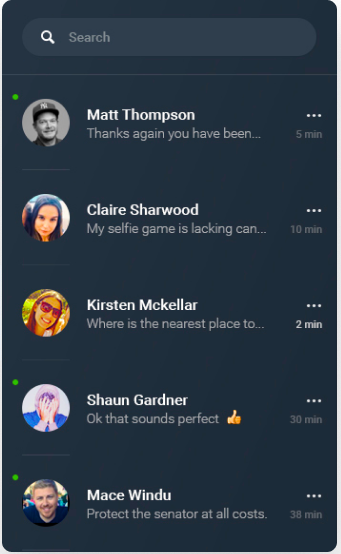 Search
Matt Thompson
Thanks again you have been...
5 min
Claire Sharwood
My selfie game is lacking can...
10 min
Kirsten Mckellar
Where is the nearest place to...
2 min
Shaun Gardner
Ok that sounds perfect 👍
30 min
Mace Windu
Protect the senator at all costs.
38 min